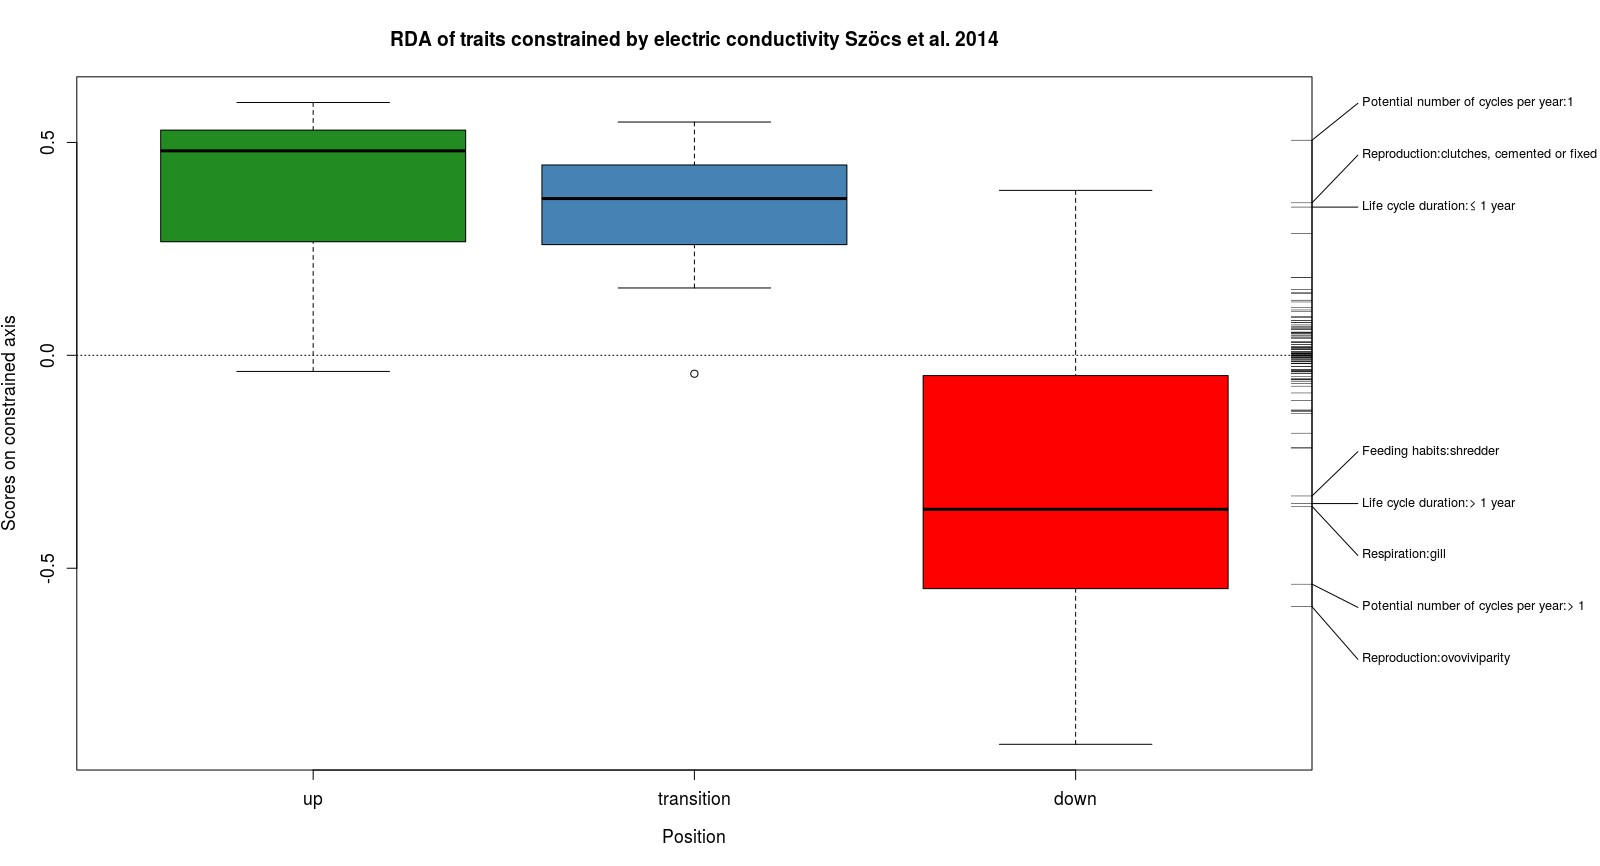 RDA of traits constrained by electric conductivity Szöcs et al. 2014
Scores on constrained axis
0.5
0.0
-0.5
up
transition
down
Position
Potential number of cycles per year:1
Reproduction:clutches, cemented or fixed
Life cycle duration:≤ 1 year
Feeding habits:shredder
Life cycle duration:> 1 year
Respiration:gill
Potential number of cycles per year:> 1
Reproduction:ovoviviparity